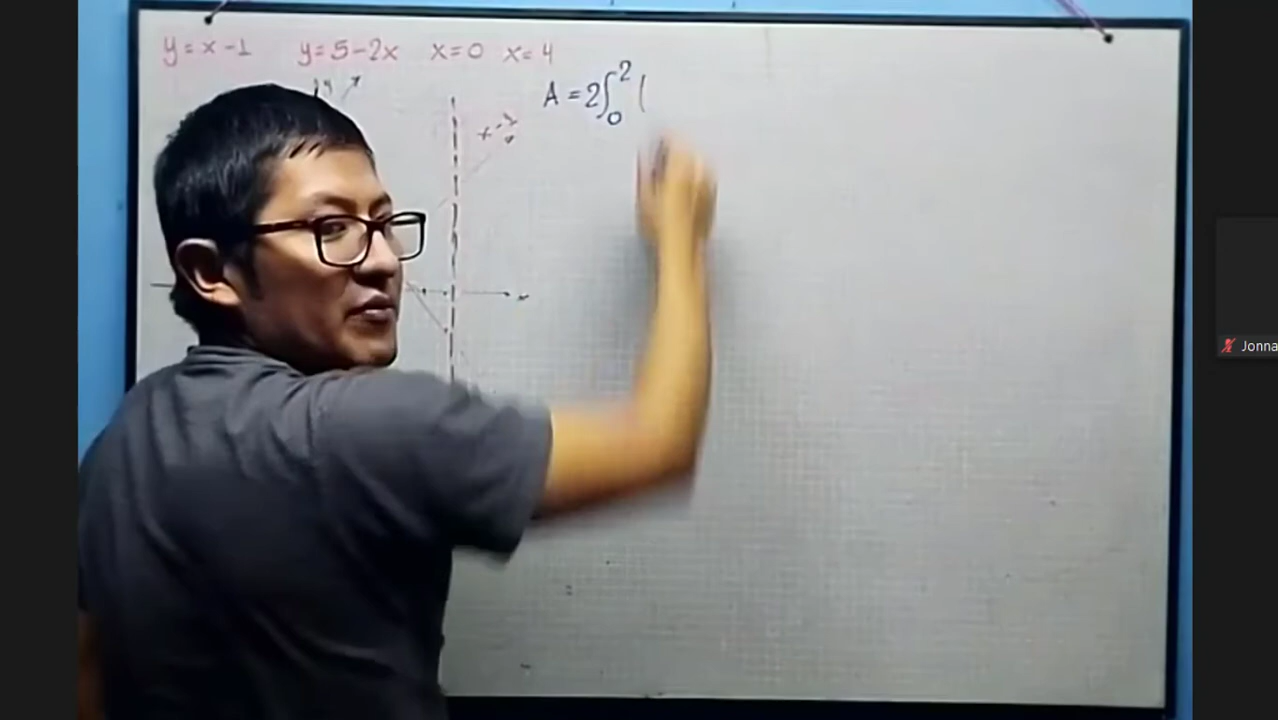 y = x - 1 y = 5 - 2x x = 0 x = 4
y
A = 2∫₀² (
x
Jonna